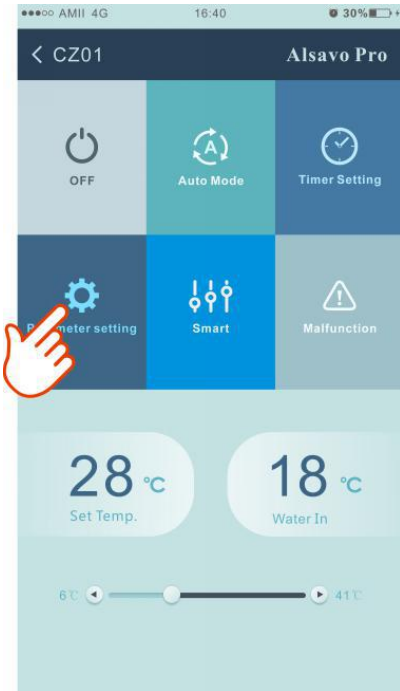 AMII 4G 16:40 30%
CZ01 Alsavo Pro
OFF Auto Mode Timer Setting
meter setting Smart Malfunction
28 °C 18 °C
Set Temp. Water In
6℃ 41℃